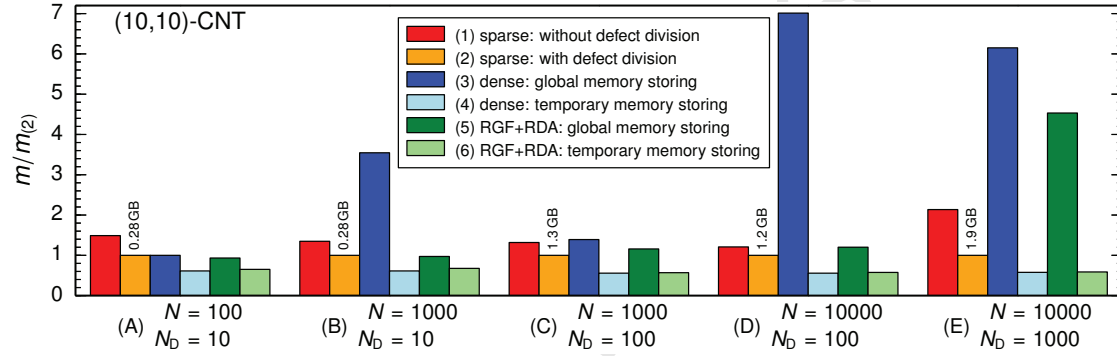 (10,10)-CNT
7
6
5
4
3
2
1
0
m/m(2)
(1) sparse: without defect division
(2) sparse: with defect division
(3) dense: global memory storing
(4) dense: temporary memory storing
(5) RGF+RDA: global memory storing
(6) RGF+RDA: temporary memory storing
0.28GB
0.28GB
1.3GB
1.2GB
1.9GB
(A) N = 100
ND = 10
(B) N = 1000
ND = 10
(C) N = 1000
ND = 100
(D) N = 10000
ND = 100
(E) N = 10000
ND = 1000